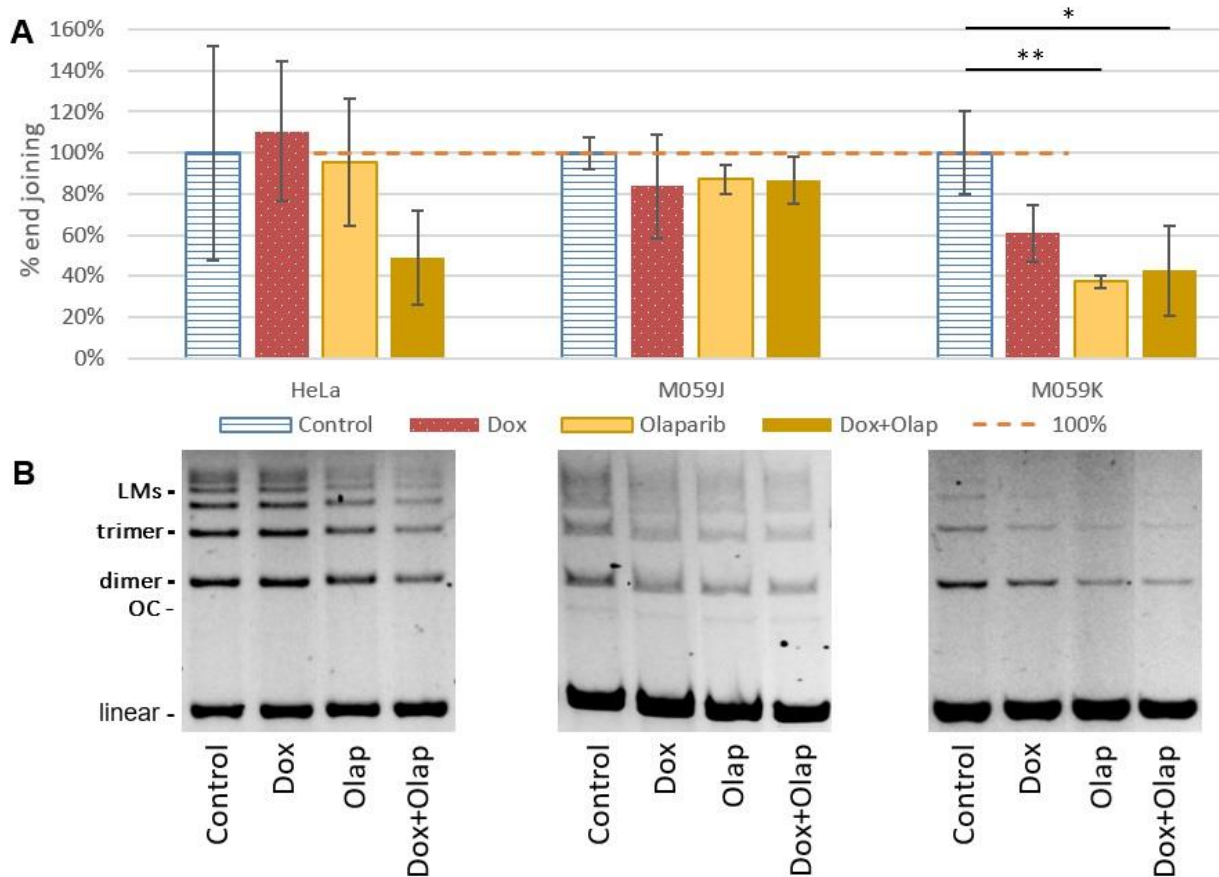 A
160%
140%
120%
100%
80%
60%
40%
20%
0%
% end joining
*
**
HeLa M059J M059K
Control Dox Olaparib Dox+Olap 100%
B
LMs
trimer
dimer
OC
linear
Control Dox Olap Dox+Olap Control Dox Olap Dox+Olap Control Dox Olap Dox+Olap